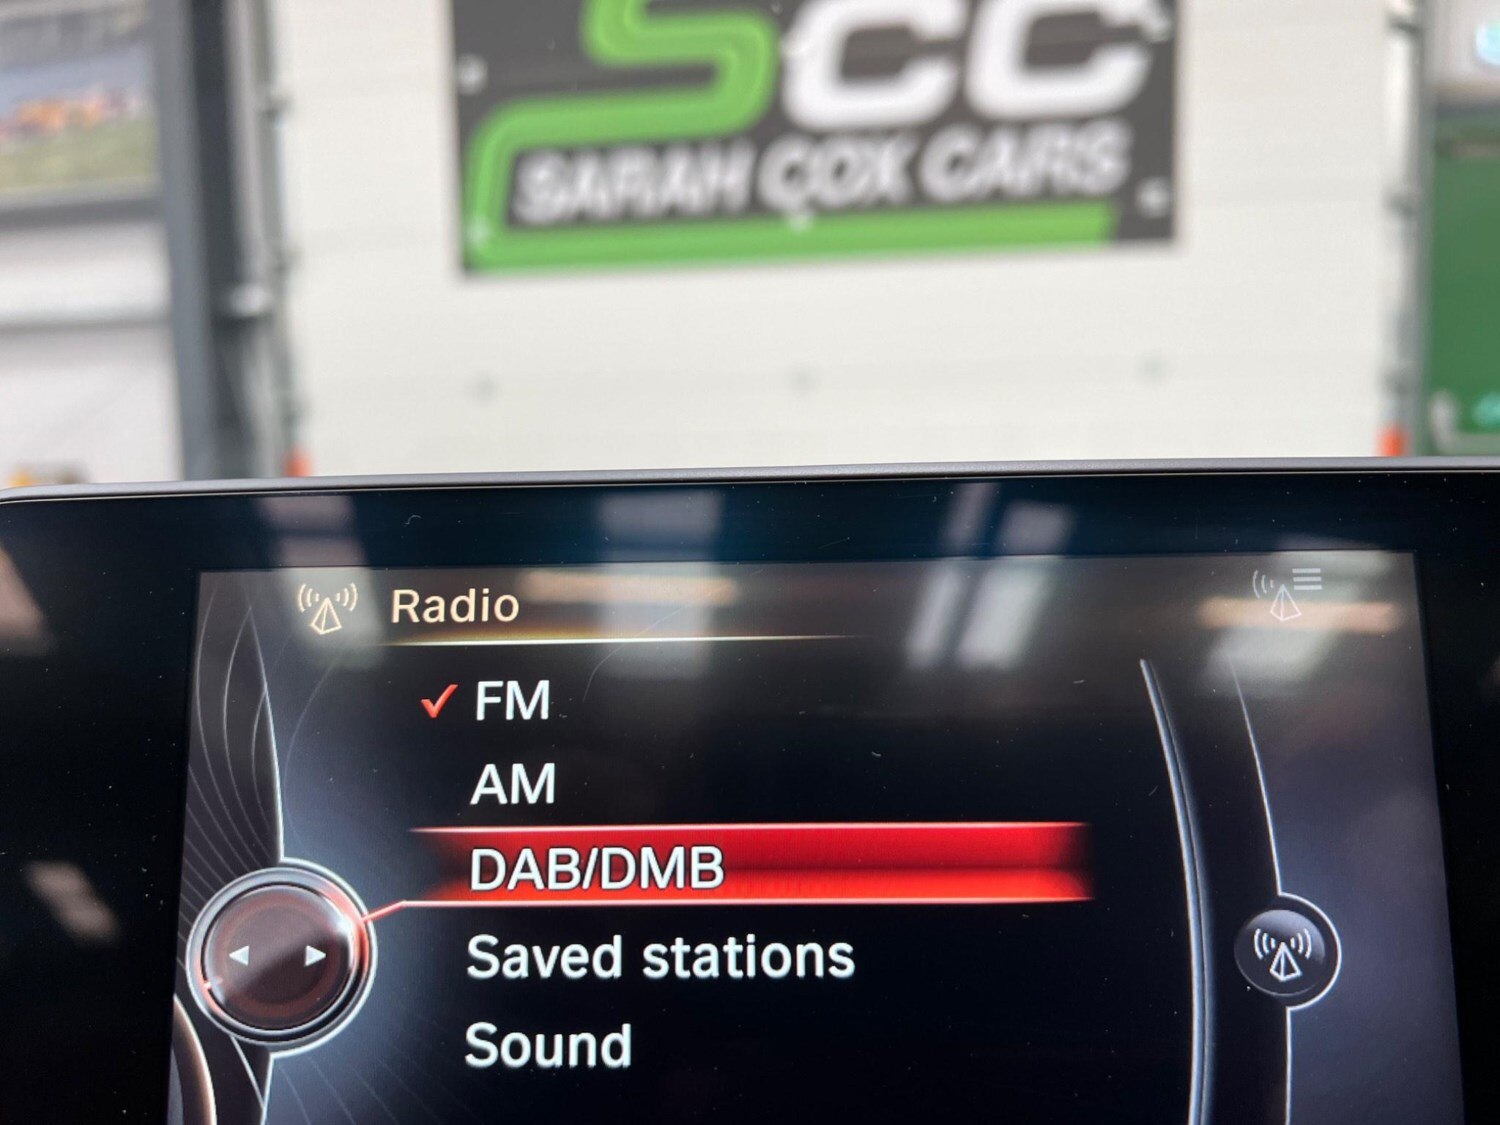 SCC
SARAH COX CARS
Radio
FM
AM
DAB/DMB
Saved stations
Sound